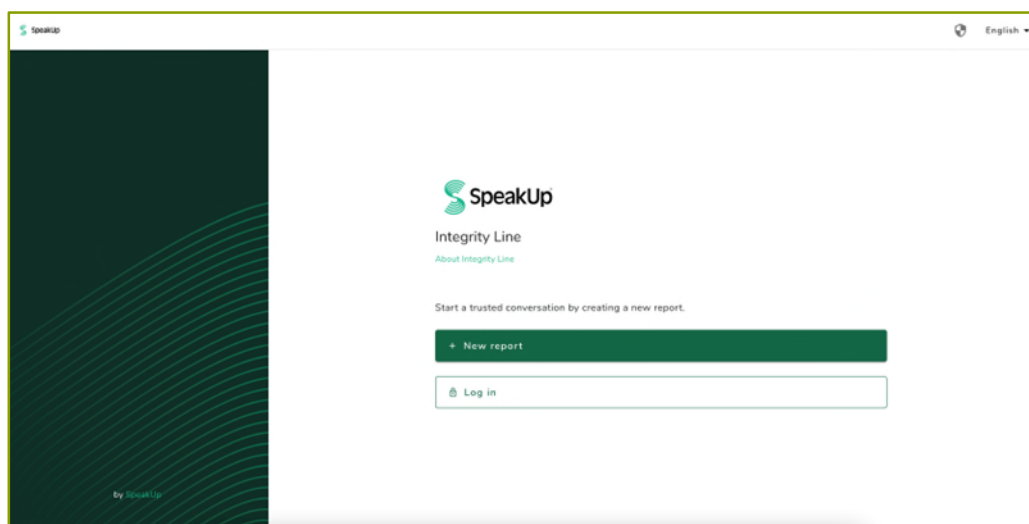 SpeakUp
English
SpeakUp
Integrity Line
About Integrity Line
Start a trusted conversation by creating a new report.
+ New report
Log in
by SpeakUp